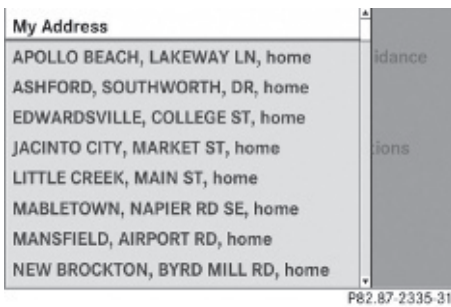 My Address
APOLLO BEACH, LAKEWAY LN, home
idance
ASHFORD, SOUTHWORTH, DR, home
EDWARDSVILLE, COLLEGE ST, home
JACINTO CITY, MARKET ST, home
tions
LITTLE CREEK, MAIN ST, home
MABLETOWN, NAPIER RD SE, home
MANSFIELD, AIRPORT RD, home
NEW BROCKTON, BYRD MILL RD, home
P82.87-2335-31